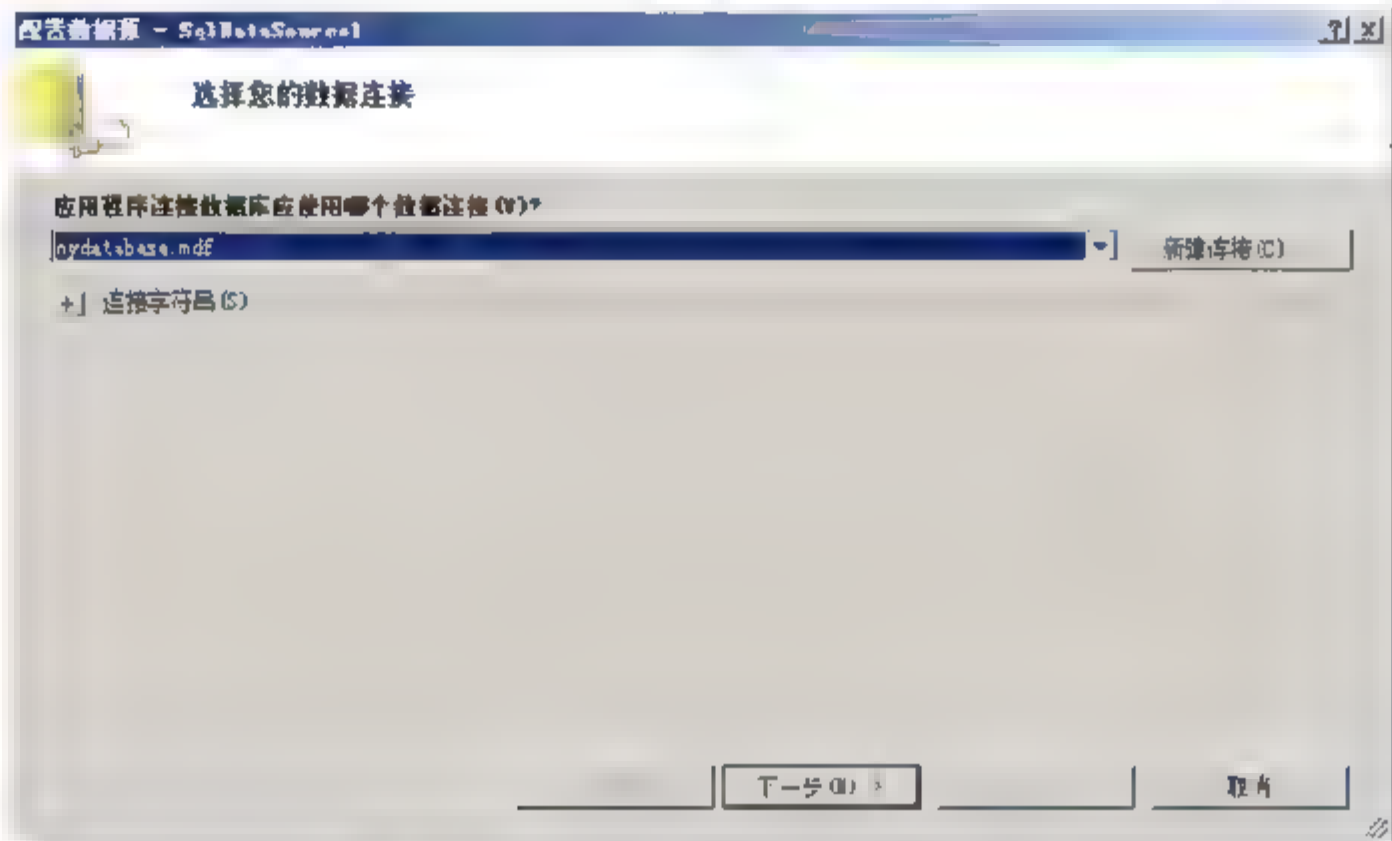 配置数据源 - SqlDataSource1
选择您的数据连接
应用程序连接数据库应使用哪个数据连接(W)?
mydatabase.mdf
新建连接(C)
+ 连接字符串(S)
下一步(N) >
取消